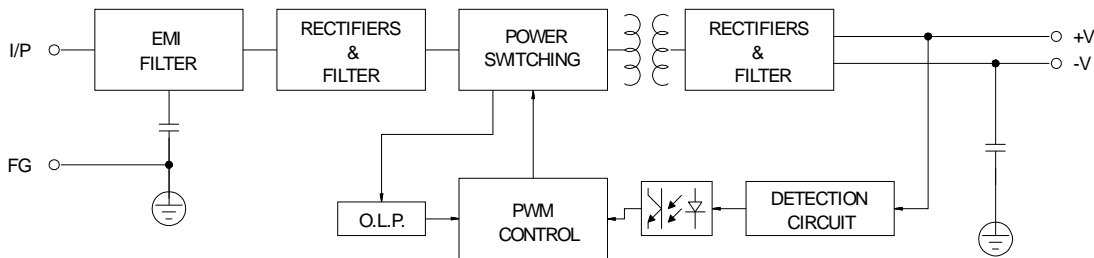 I/P
EMI
FILTER
RECTIFIERS
&
FILTER
POWER
SWITCHING
RECTIFIERS
&
FILTER
+V
-V
FG
O.L.P.
PWM
CONTROL
DETECTION
CIRCUIT